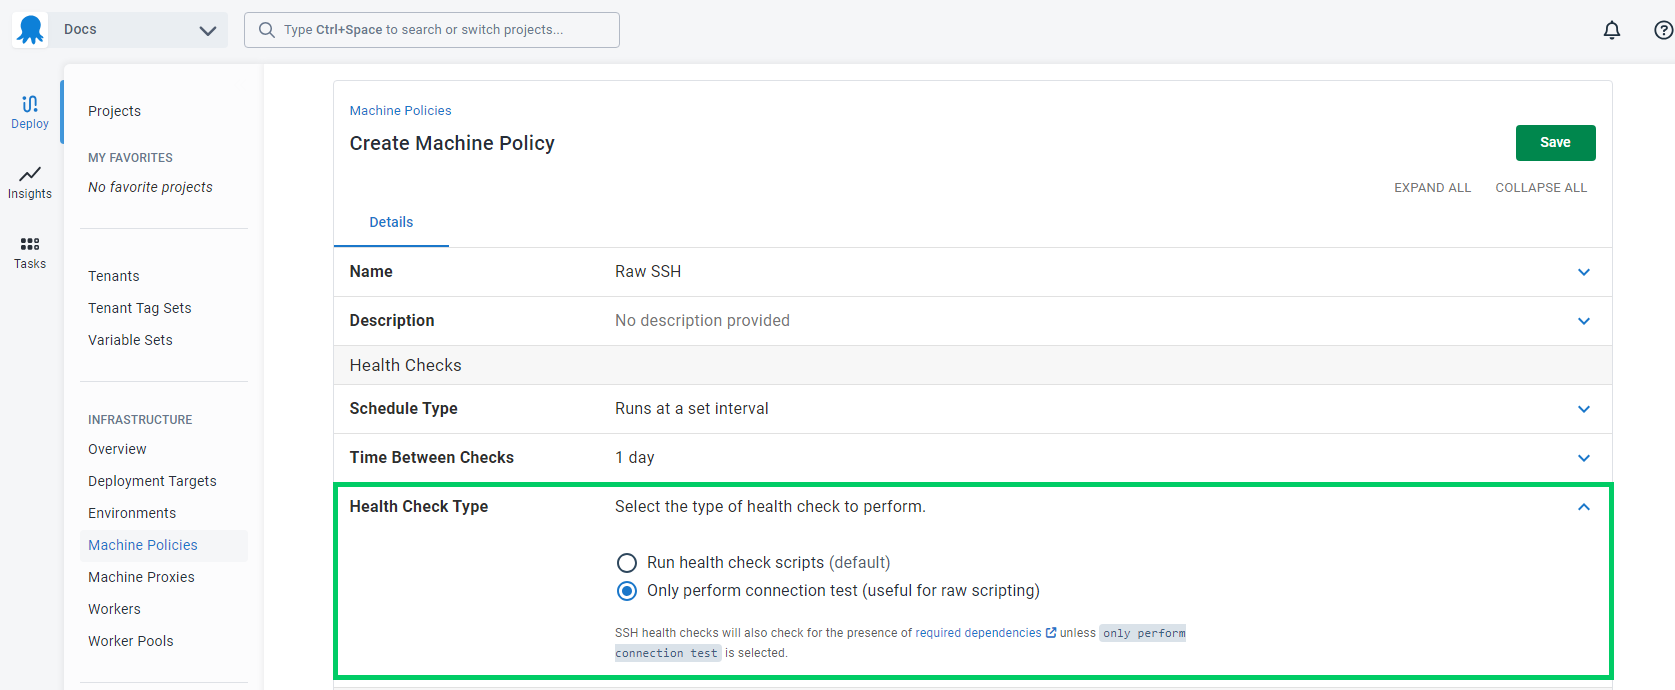 Docs
Type Ctrl+Space to search or switch projects...
Deploy
Insights
Tasks
Projects
MY FAVORITES
No favorite projects
Tenants
Tenant Tag Sets
Variable Sets
INFRASTRUCTURE
Overview
Deployment Targets
Environments
Machine Policies
Machine Proxies
Workers
Worker Pools
Machine Policies
Create Machine Policy
Save
EXPAND ALL COLLAPSE ALL
Details
Name Raw SSH
Description No description provided
Health Checks
Schedule Type Runs at a set interval
Time Between Checks 1 day
Health Check Type Select the type of health check to perform.
Run health check scripts (default)
Only perform connection test (useful for raw scripting)
SSH health checks will also check for the presence of required dependencies unless only perform
connection test is selected.